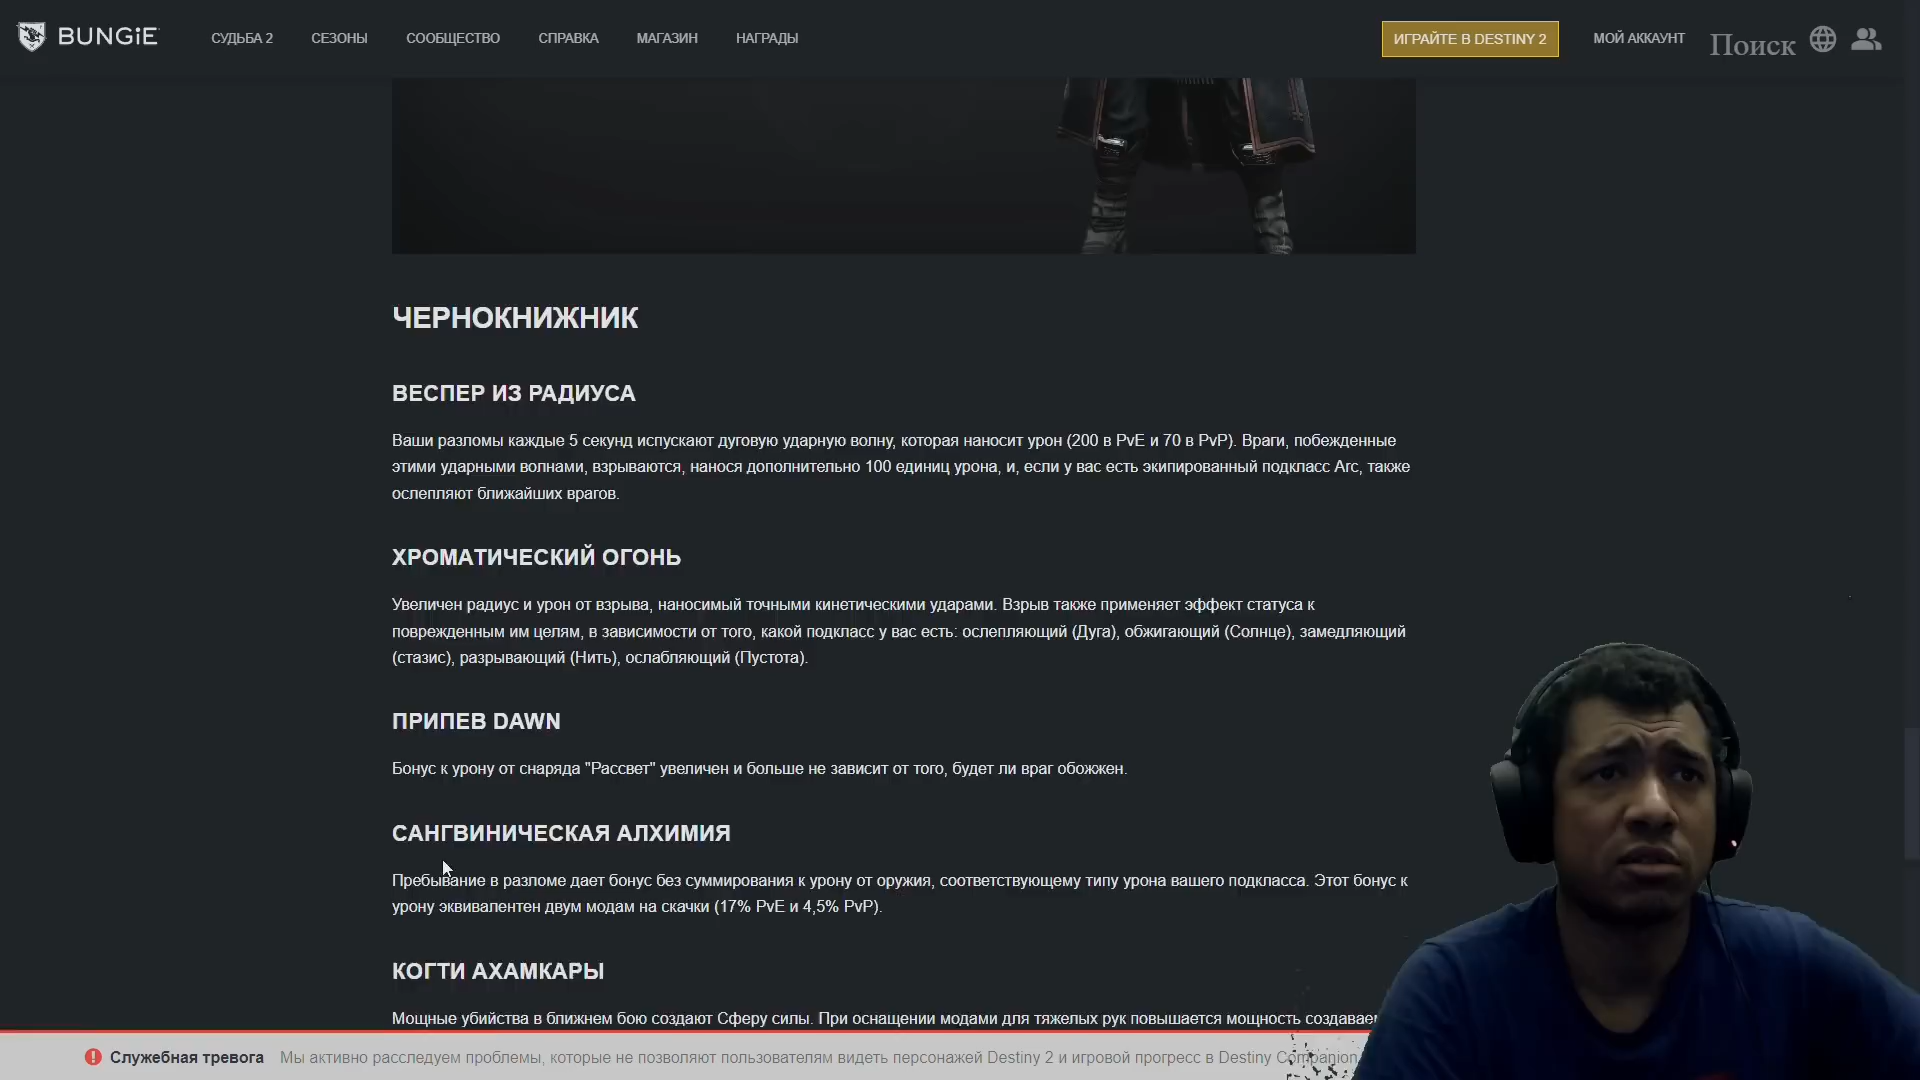 BUNGiE
СУДЬБА 2
СЕЗОНЫ
СООБЩЕСТВО
СПРАВКА
МАГАЗИН
НАГРАДЫ
ИГРАЙТЕ В DESTINY 2
МОЙ АККАУНТ
Поиск
ЧЕРНОКНИЖНИК
ВЕСПЕР ИЗ РАДИУСА
Ваши разломы каждые 5 секунд испускают дуговую ударную волну, которая наносит урон (200 в PvE и 70 в PvP). Враги, побежденные
этими ударными волнами, взрываются, нанося дополнительно 100 единиц урона, и, если у вас есть экипированный подкласс Arc, также
ослепляют ближайших врагов.
ХРОМАТИЧЕСКИЙ ОГОНЬ
Увеличен радиус и урон от взрыва, наносимый точными кинетическими ударами. Взрыв также применяет эффект статуса к
поврежденным им целям, в зависимости от того, какой подкласс у вас есть: ослепляющий (Дуга), обжигающий (Солнце), замедляющий
(стазис), разрывающий (Нить), ослабляющий (Пустота).
ПРИПЕВ DAWN
Бонус к урону от снаряда "Рассвет" увеличен и больше не зависит от того, будет ли враг обожжен.
САНГВИНИЧЕСКАЯ АЛХИМИЯ
Пребывание в разломе дает бонус без суммирования к урону от оружия, соответствующему типу урона вашего подкласса. Этот бонус к
урону эквивалентен двум модам на скачки (17% PvE и 4,5% PvP).
КОГТИ АХАМКАРЫ
Мощные убийства в ближнем бою создают Сферу силы. При оснащении модами для тяжелых рук повышается мощность создавае
Служебная тревога Мы активно расследуем проблемы, которые не позволяют пользователям видеть персонажей Destiny 2 и игровой прогресс в Destiny Companion